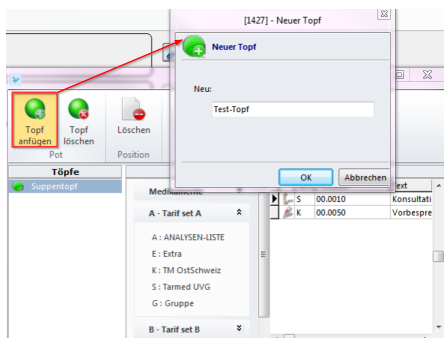 [1427] - Neuer Topf
Neuer Topf
Neu:
Test-Topf
OK
Abbrechen
Topf anfügen
Topf löschen
Löschen
Pot
Position
Töpfe
Suppentopf
Medikamente
A - Tarif set A
A : ANALYSEN-LISTE
E : Extra
K : TM OstSchweiz
S : Tarmed UVG
G : Gruppe
B - Tarif set B
ext
S 00.0010 Konsultati
K 00.0050 Vorbespre